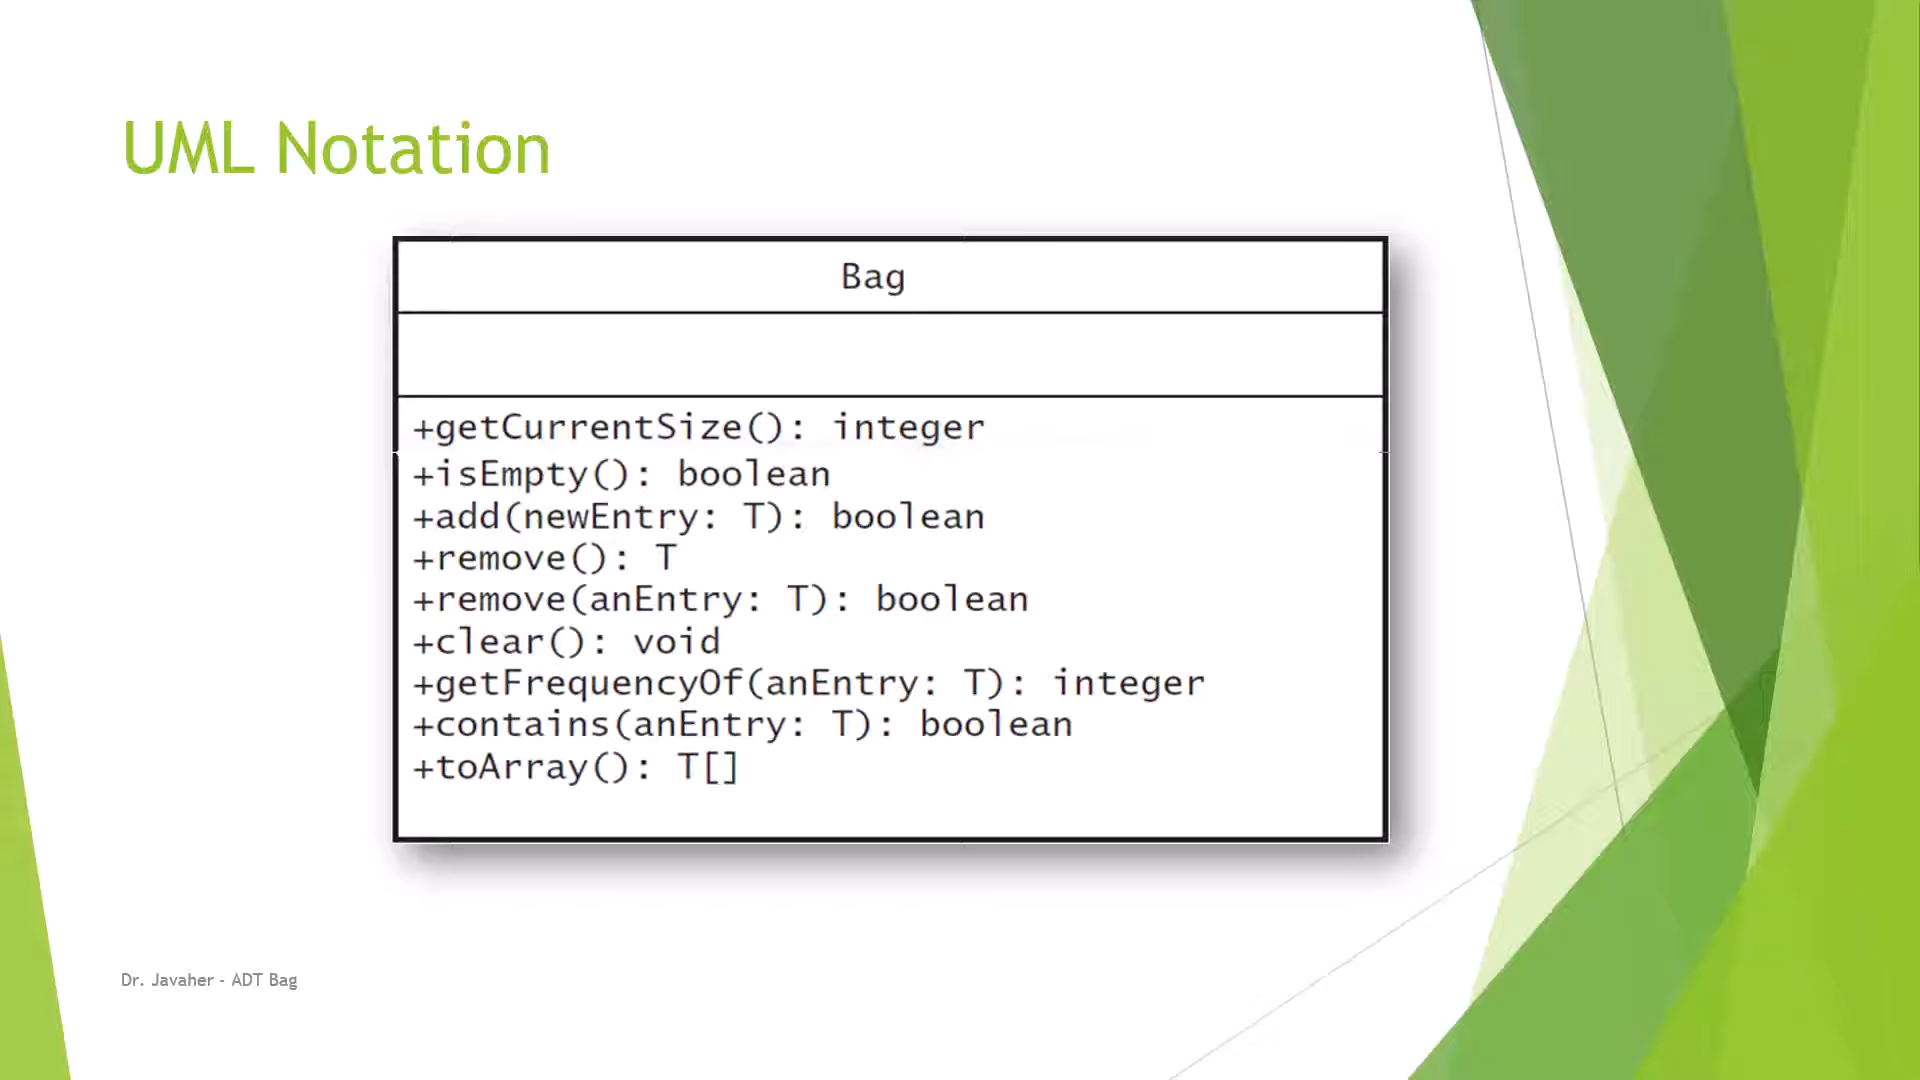 UML Notation
Bag
+getCurrentSize(): integer
+isEmpty(): boolean
+add(newEntry: T): boolean
+remove(): T
+remove(anEntry: T): boolean
+clear(): void
+getFrequencyOf(anEntry: T): integer
+contains(anEntry: T): boolean
+toArray(): T[]
Dr. Javaher - ADT Bag